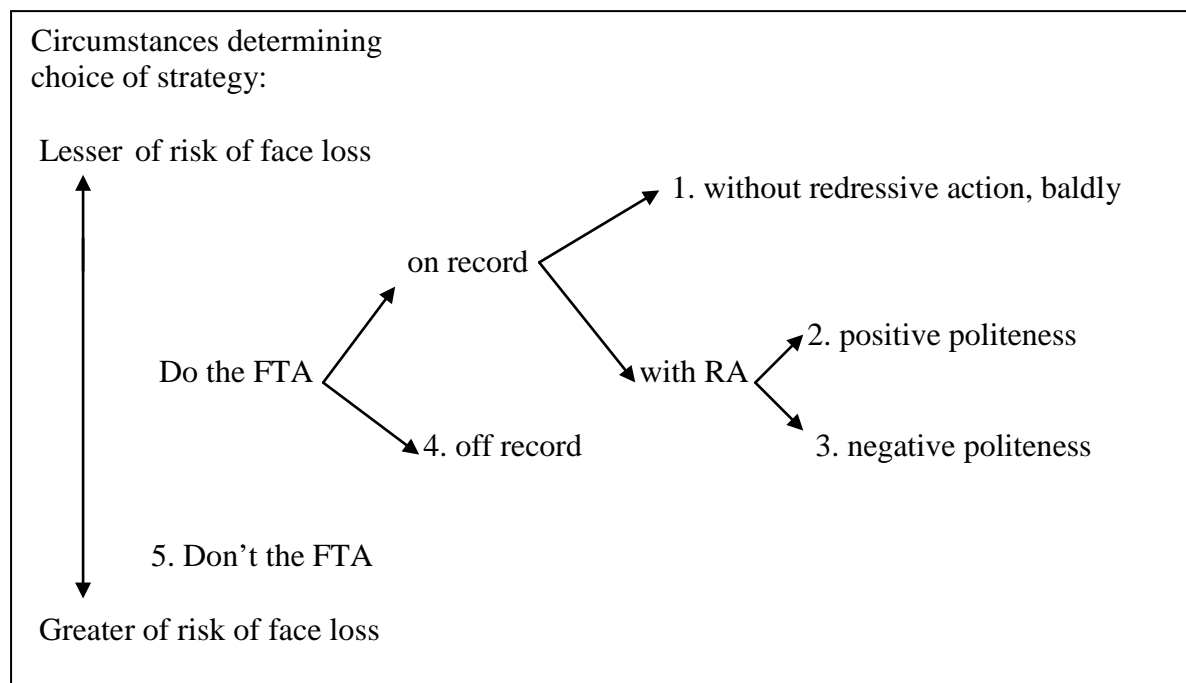 Circumstances determining
choice of strategy:
Lesser of risk of face loss
1. without redressive action, baldly
on record
2. positive politeness
Do the FTA
with RA
4. off record
3. negative politeness
5. Don’t the FTA
Greater of risk of face loss